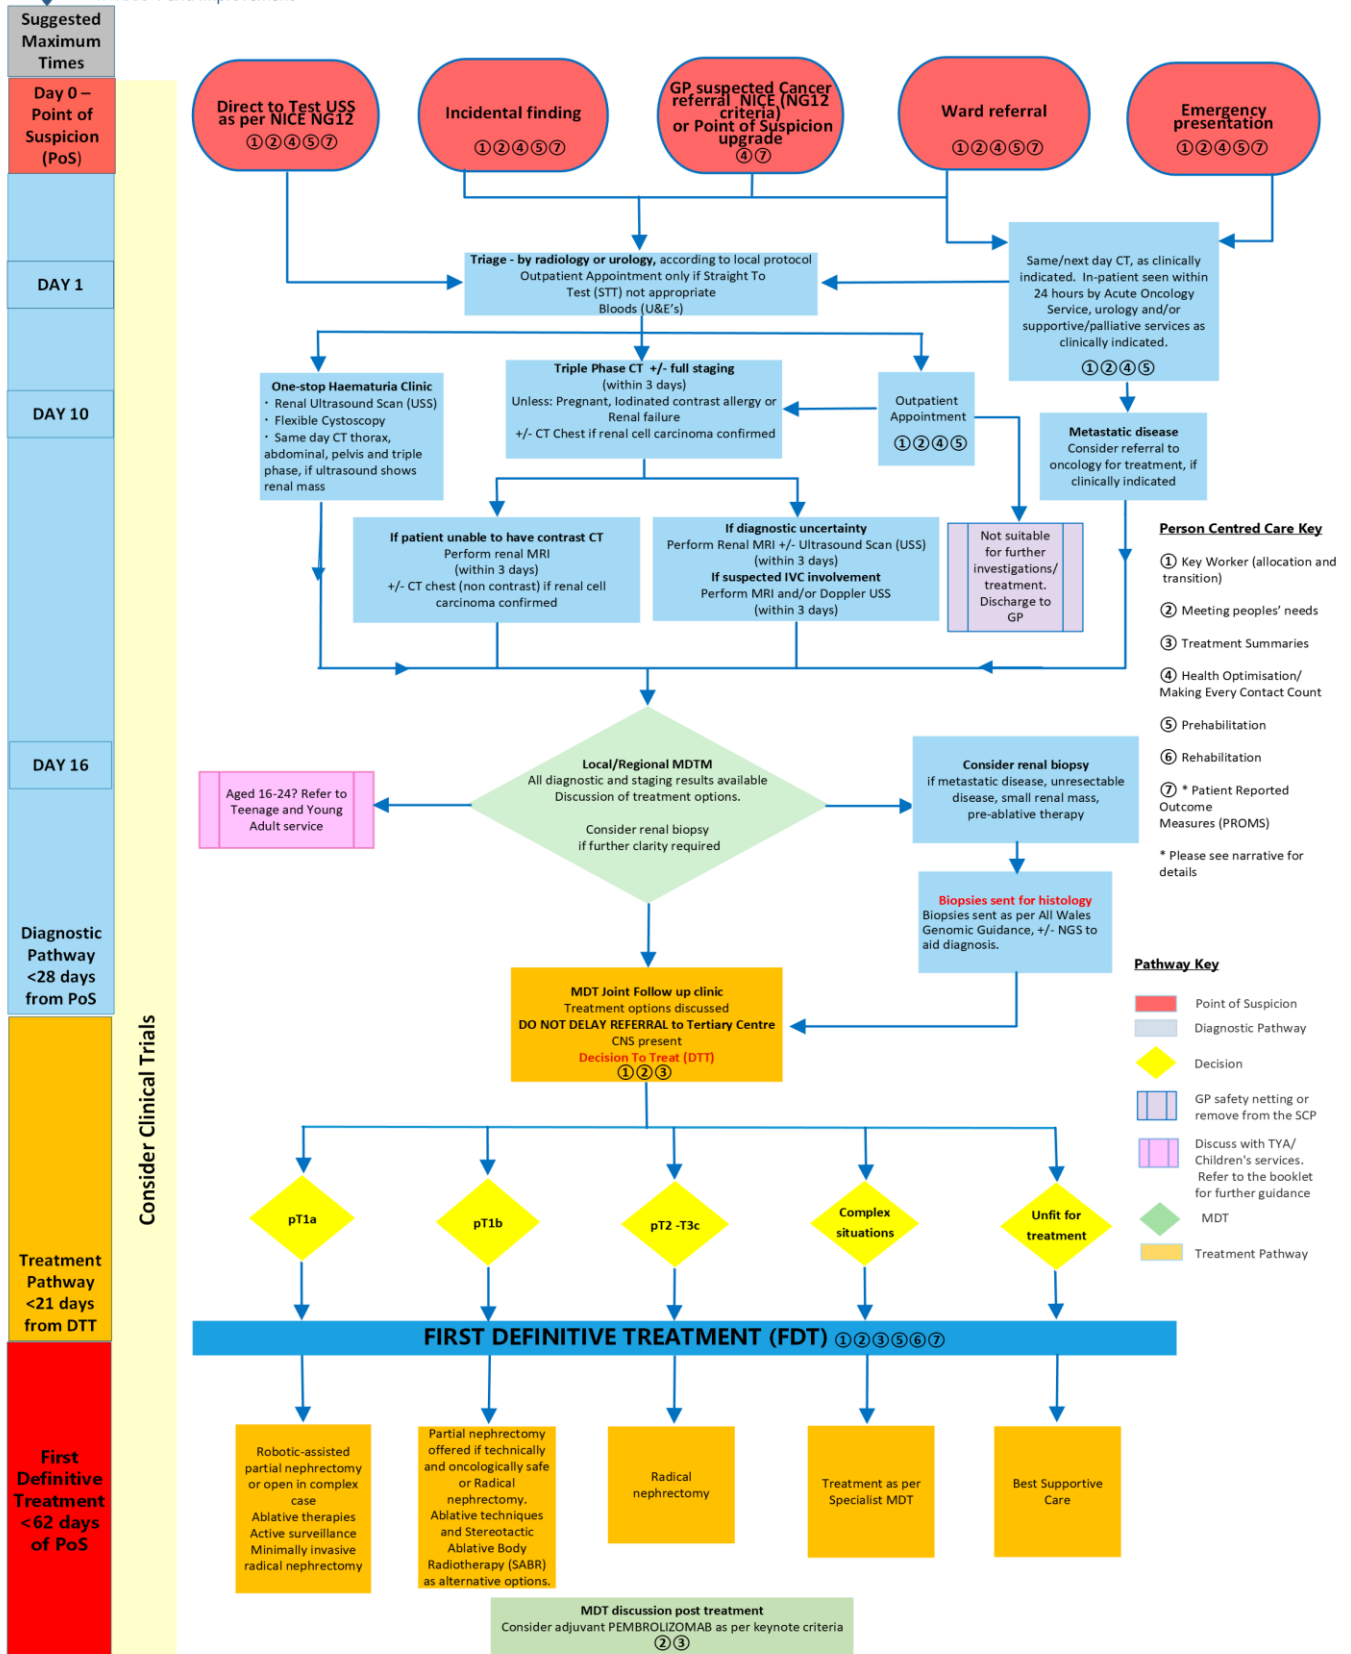 Suggested
Maximum
Times
Day 0 –
Point of
Suspicion
(PoS)
DAY 1
DAY 10
DAY 16
Diagnostic
Pathway
<28 days
from PoS
Treatment
Pathway
<21 days
from DTT
First
Definitive
Treatment
<62 days
of PoS
Consider Clinical Trials
Direct to Test USS
as per NICE NG12
①②④⑤⑦
Incidental finding
①②④⑤⑦
GP suspected Cancer
referral NICE (NG12
criteria)
or Point of Suspicion
upgrade
④⑦
Ward referral
①②④⑤⑦
Emergency
presentation
①②④⑤⑦
Triage - by radiology or urology, according to local protocol
Outpatient Appointment only if Straight To
Test (STT) not appropriate
Bloods (U&E's)
Same/next day CT, as clinically
indicated. In-patient seen within
24 hours by Acute Oncology
Service, urology and/or
supportive/palliative services as
clinically indicated.
①②④⑤
One-stop Haematuria Clinic
· Renal Ultrasound Scan (USS)
· Flexible Cystoscopy
· Same day CT thorax,
abdominal, pelvis and triple
phase, if ultrasound shows
renal mass
Triple Phase CT +/- full staging
(within 3 days)
Unless: Pregnant, Iodinated contrast allergy or
Renal failure
+/- CT Chest if renal cell carcinoma confirmed
Outpatient
Appointment
①②④⑤
Metastatic disease
Consider referral to
oncology for treatment, if
clinically indicated
If patient unable to have contrast CT
Perform renal MRI
(within 3 days)
+/- CT chest (non contrast) if renal cell
carcinoma confirmed
If diagnostic uncertainty
Perform Renal MRI +/- Ultrasound Scan (USS)
(within 3 days)
If suspected IVC involvement
Perform MRI and/or Doppler USS
(within 3 days)
Not suitable
for further
investigations/
treatment.
Discharge to
GP
Person Centred Care Key
① Key Worker (allocation and
transition)
② Meeting peoples' needs
③ Treatment Summaries
④ Health Optimisation/
Making Every Contact Count
⑤ Prehabilitation
⑥ Rehabilitation
⑦ * Patient Reported
Outcome
Measures (PROMS)
* Please see narrative for
details
Aged 16-24? Refer to
Teenage and Young
Adult service
Local/Regional MDTM
All diagnostic and staging results available
Discussion of treatment options.
Consider renal biopsy
if further clarity required
Consider renal biopsy
if metastatic disease, unresectable
disease, small renal mass,
pre-ablative therapy
Biopsies sent for histology
Biopsies sent as per All Wales
Genomic Guidance, +/- NGS to
aid diagnosis.
MDT Joint Follow up clinic
Treatment options discussed
DO NOT DELAY REFERRAL to Tertiary Centre
CNS present
Decision To Treat (DTT)
①②③
Pathway Key
Point of Suspicion
Diagnostic Pathway
Decision
GP safety netting or
remove from the SCP
Discuss with TYA/
Children's services.
Refer to the booklet
for further guidance
MDT
Treatment Pathway
pT1a
pT1b
pT2 -T3c
Complex
situations
Unfit for
treatment
FIRST DEFINITIVE TREATMENT (FDT) ①②③⑤⑥⑦
Robotic-assisted
partial nephrectomy
or open in complex
case
Ablative therapies
Active surveillance
Minimally invasive
radical nephrectomy
Partial nephrectomy
offered if technically
and oncologically safe
or Radical
nephrectomy.
Ablative techniques
and Stereotactic
Ablative Body
Radiotherapy (SABR)
as alternative options.
Radical
nephrectomy
Treatment as per
Specialist MDT
Best Supportive
Care
MDT discussion post treatment
Consider adjuvant PEMBROLIZOMAB as per keynote criteria
②③